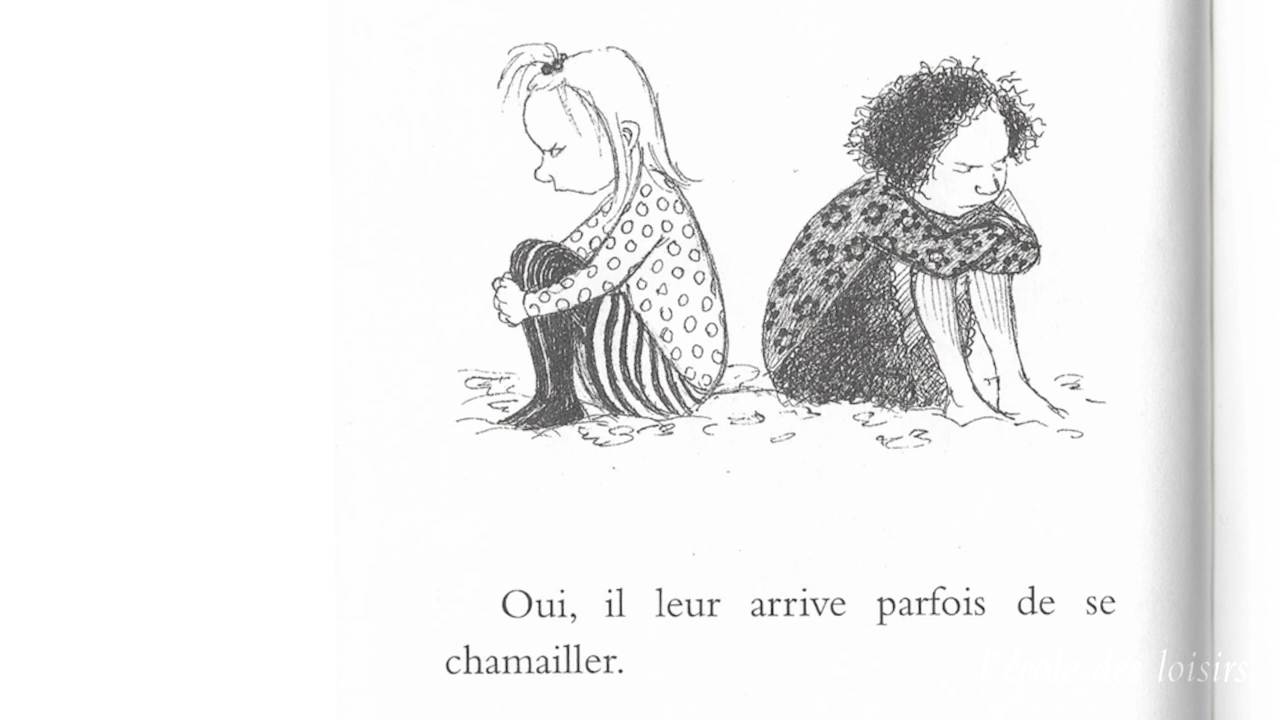 Oui, il leur arrive parfois de se
chamailler.
l'école des loisirs